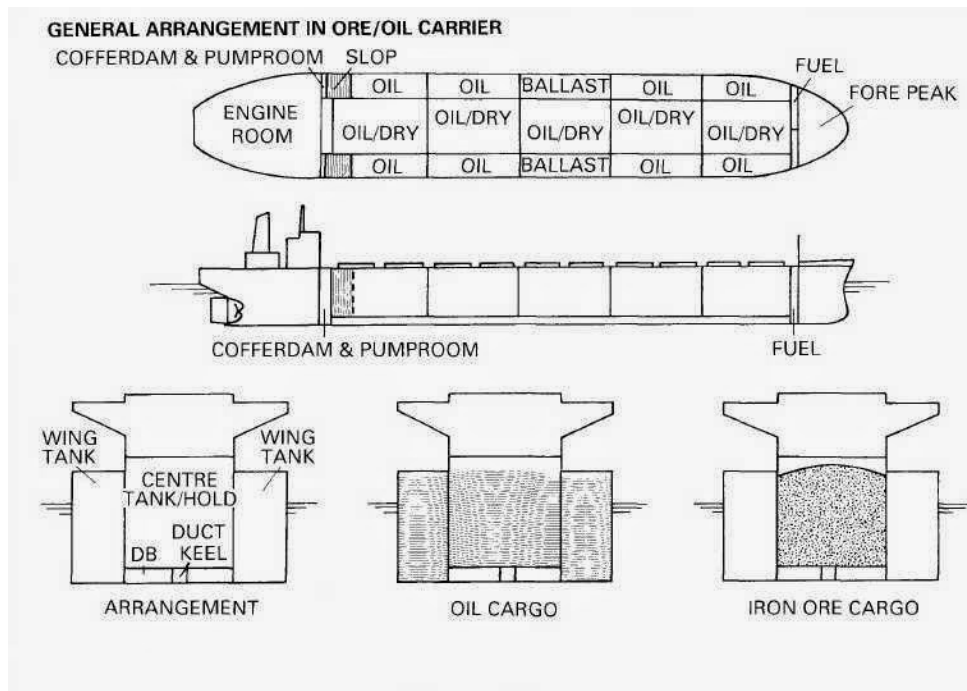 GENERAL ARRANGEMENT IN ORE/OIL CARRIER
COFFERDAM & PUMPROOM
SLOP
FUEL
FORE PEAK
ENGINE
ROOM
OIL
OIL
BALLAST
OIL
OIL
OIL/DRY
OIL/DRY
OIL/DRY
OIL/DRY
OIL/DRY
OIL
OIL
BALLAST
OIL
OIL
COFFERDAM & PUMPROOM
FUEL
WING
TANK
WING
TANK
CENTRE
TANK/HOLD
DUCT
KEEL
DB
ARRANGEMENT
OIL CARGO
IRON ORE CARGO